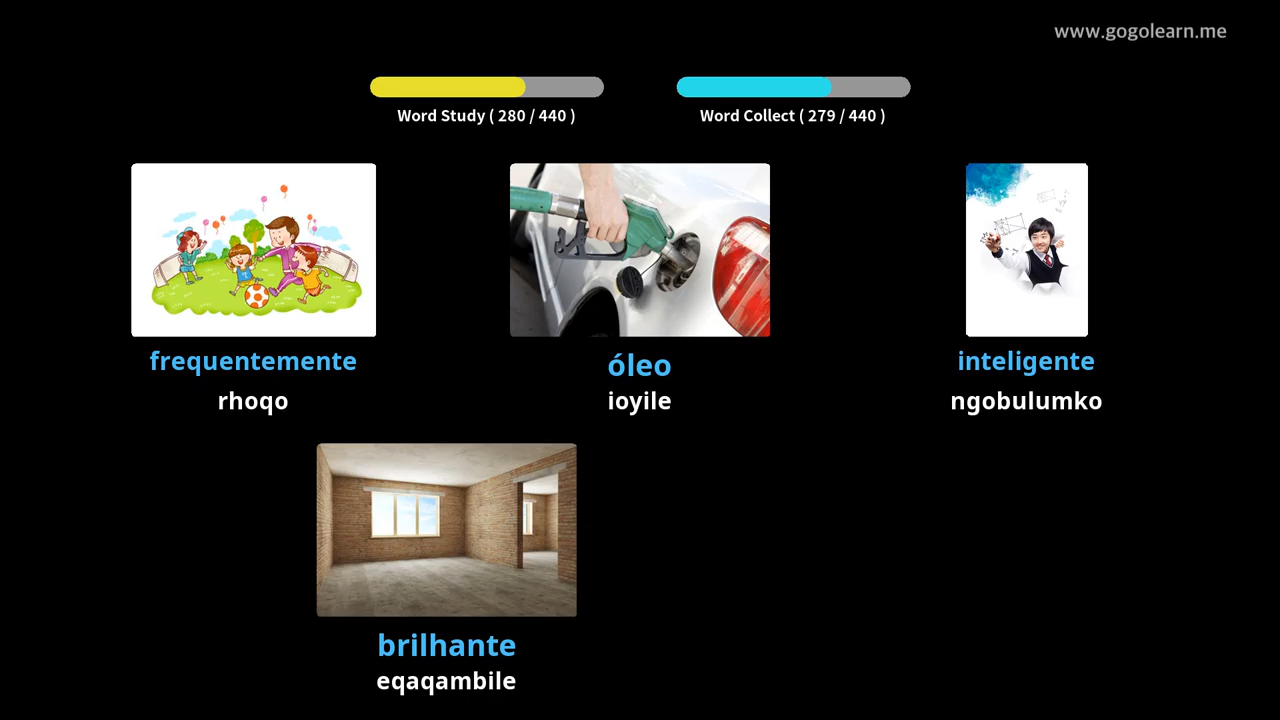 www.gogolearn.me
Word Study ( 280 / 440 )
Word Collect ( 279 / 440 )
frequentemente
rhoqo
óleo
ioyile
inteligente
ngobulumko
brilhante
eqaqambile